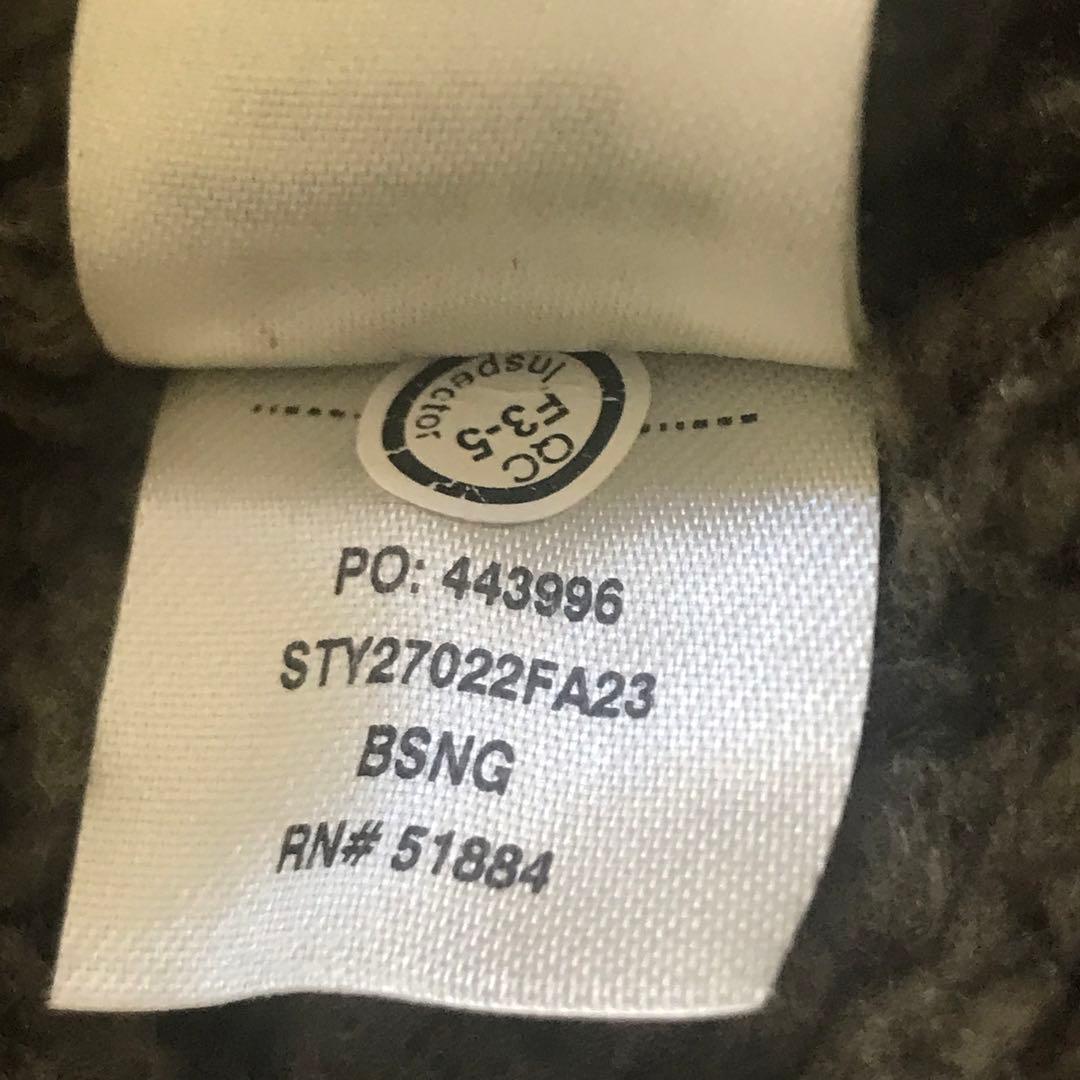 Inspector
QC
3-5
PO: 443996
STY27022FA23
BSNG
RN# 51884